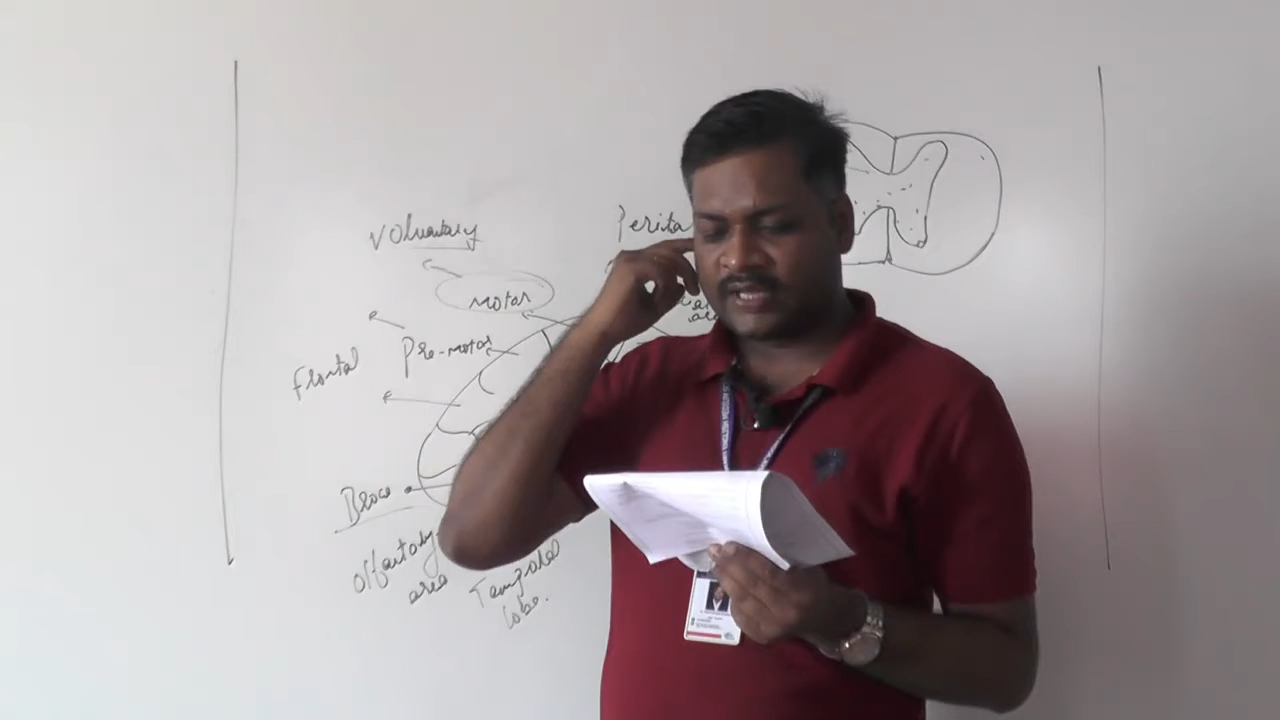 Voluntary
Perita
motor
Pre-motor
Frontal
Broca
Olfactory
area
Temporal
lobe.